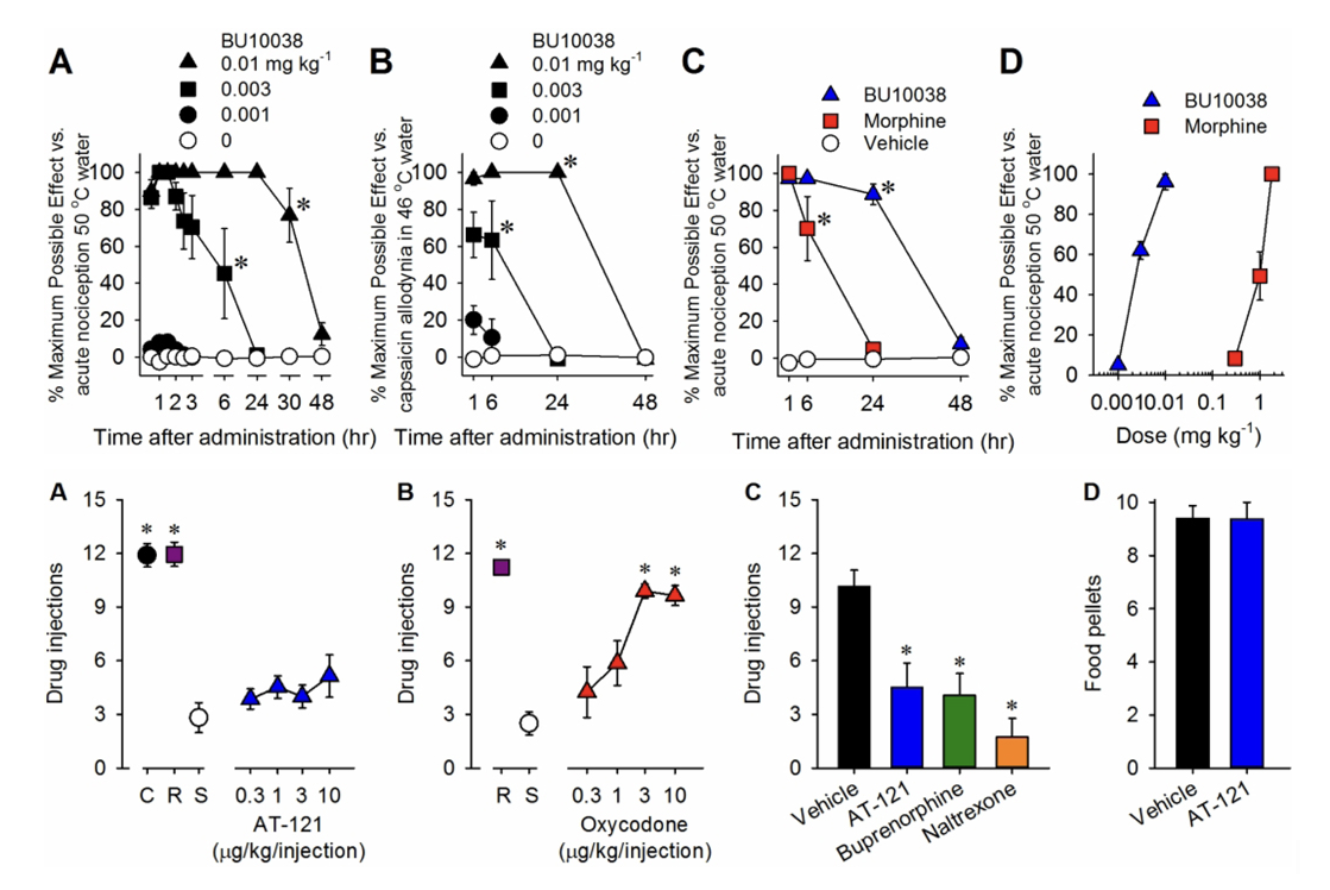 A
BU10038
0.01 mg kg⁻¹
0.003
0.001
0
% Maximum Possible Effect vs.
acute nociception 50 °C water
100
80
60
40
20
0
1 2 3 6 24 30 48
Time after administration (hr)
B
BU10038
0.01 mg kg⁻¹
0.003
0.001
0
% Maximum Possible Effect vs.
capsaicin allodynia in 46 °C water
100
80
60
40
20
0
*
*
1 6 24 48
Time after administration (hr)
C
BU10038
Morphine
Vehicle
% Maximum Possible Effect vs.
acute nociception 50 °C water
100
80
60
40
20
0
*
*
1 6 24 48
Time after administration (hr)
D
BU10038
Morphine
% Maximum Possible Effect vs.
acute nociception 50 °C water
100
80
60
40
20
0
0.001 0.01 0.1 1
Dose (mg kg⁻¹)
A
Drug injections
15
12
9
6
3
0
* *
C R S 0.3 1 3 10
AT-121
(µg/kg/injection)
B
Drug injections
15
12
9
6
3
0
* * *
R S 0.3 1 3 10
Oxycodone
(µg/kg/injection)
C
Drug injections
15
12
9
6
3
0
* * *
Vehicle
AT-121
Buprenorphine
Naltrexone
D
Food pellets
10
8
6
4
2
0
Vehicle
AT-121